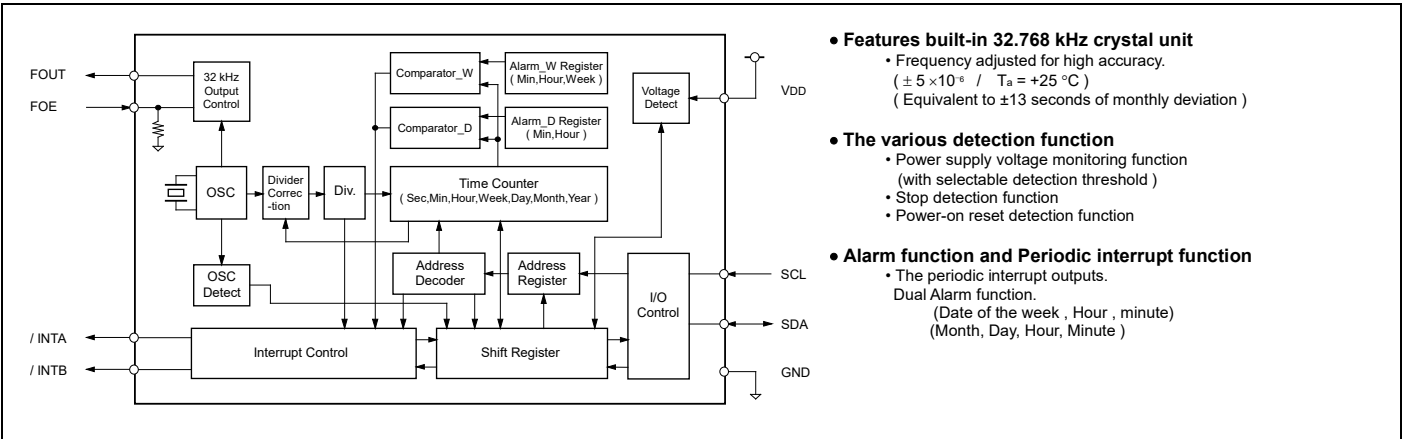 FOUT
FOE
32 kHz
Output
Control
Comparator_W
Alarm_W Register
( Min,Hour,Week )
Comparator_D
Alarm_D Register
( Min,Hour )
Voltage
Detect
VDD
OSC
Divider
Correc
-tion
Div.
Time Counter
( Sec,Min,Hour,Week,Day,Month,Year )
OSC
Detect
Address
Decoder
Address
Register
I/O
Control
SCL
SDA
/ INTA
/ INTB
Interrupt Control
Shift Register
GND
● Features built-in 32.768 kHz crystal unit
• Frequency adjusted for high accuracy.
( ± 5 ×10⁻⁶ / Ta = +25 °C )
( Equivalent to ±13 seconds of monthly deviation )
● The various detection function
• Power supply voltage monitoring function
(with selectable detection threshold )
• Stop detection function
• Power-on reset detection function
● Alarm function and Periodic interrupt function
• The periodic interrupt outputs.
Dual Alarm function.
(Date of the week , Hour , minute)
(Month, Day, Hour, Minute )